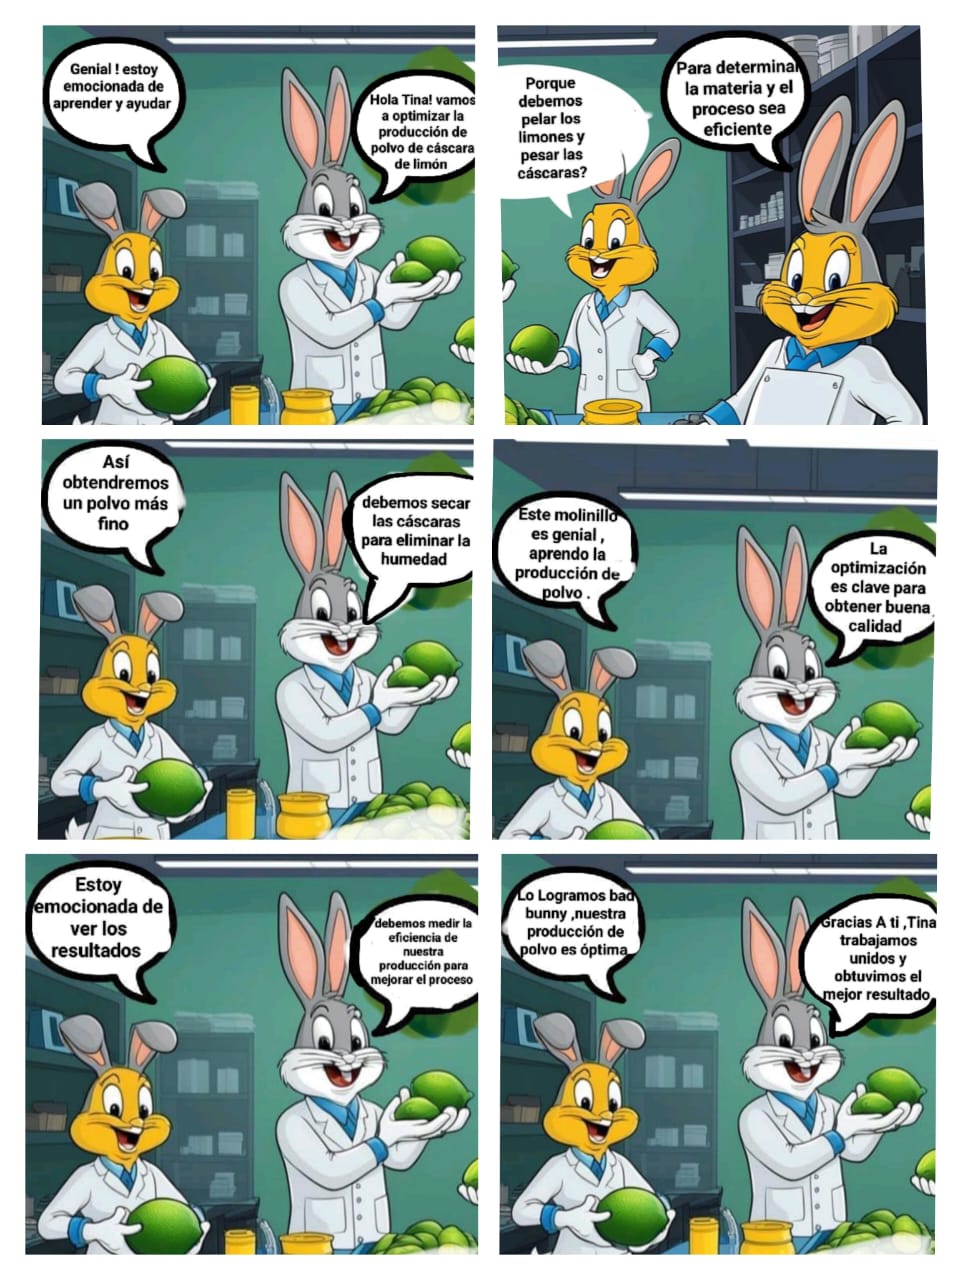 Genial ! estoy
emocionada de
aprender y ayudar
Hola Tina! vamos
a optimizar la
producción de
polvo de cáscara
de limón
Porque
debemos
pelar los
limones y
pesar las
cáscaras?
Para determinar
la materia y el
proceso sea
eficiente
Así
obtendremos
un polvo más
fino
debemos secar
las cáscaras
para eliminar la
humedad
Este molinillo
es genial ,
aprendo la
producción de
polvo .
La
optimización
es clave para
obtener buena
calidad
Estoy
emocionada de
ver los
resultados
debemos medir la
eficiencia de
nuestra
producción para
mejorar el proceso
Lo Logramos bad
bunny ,nuestra
producción de
polvo es óptima
Gracias A ti ,Tina
trabajamos
unidos y
obtuvimos el
mejor resultado